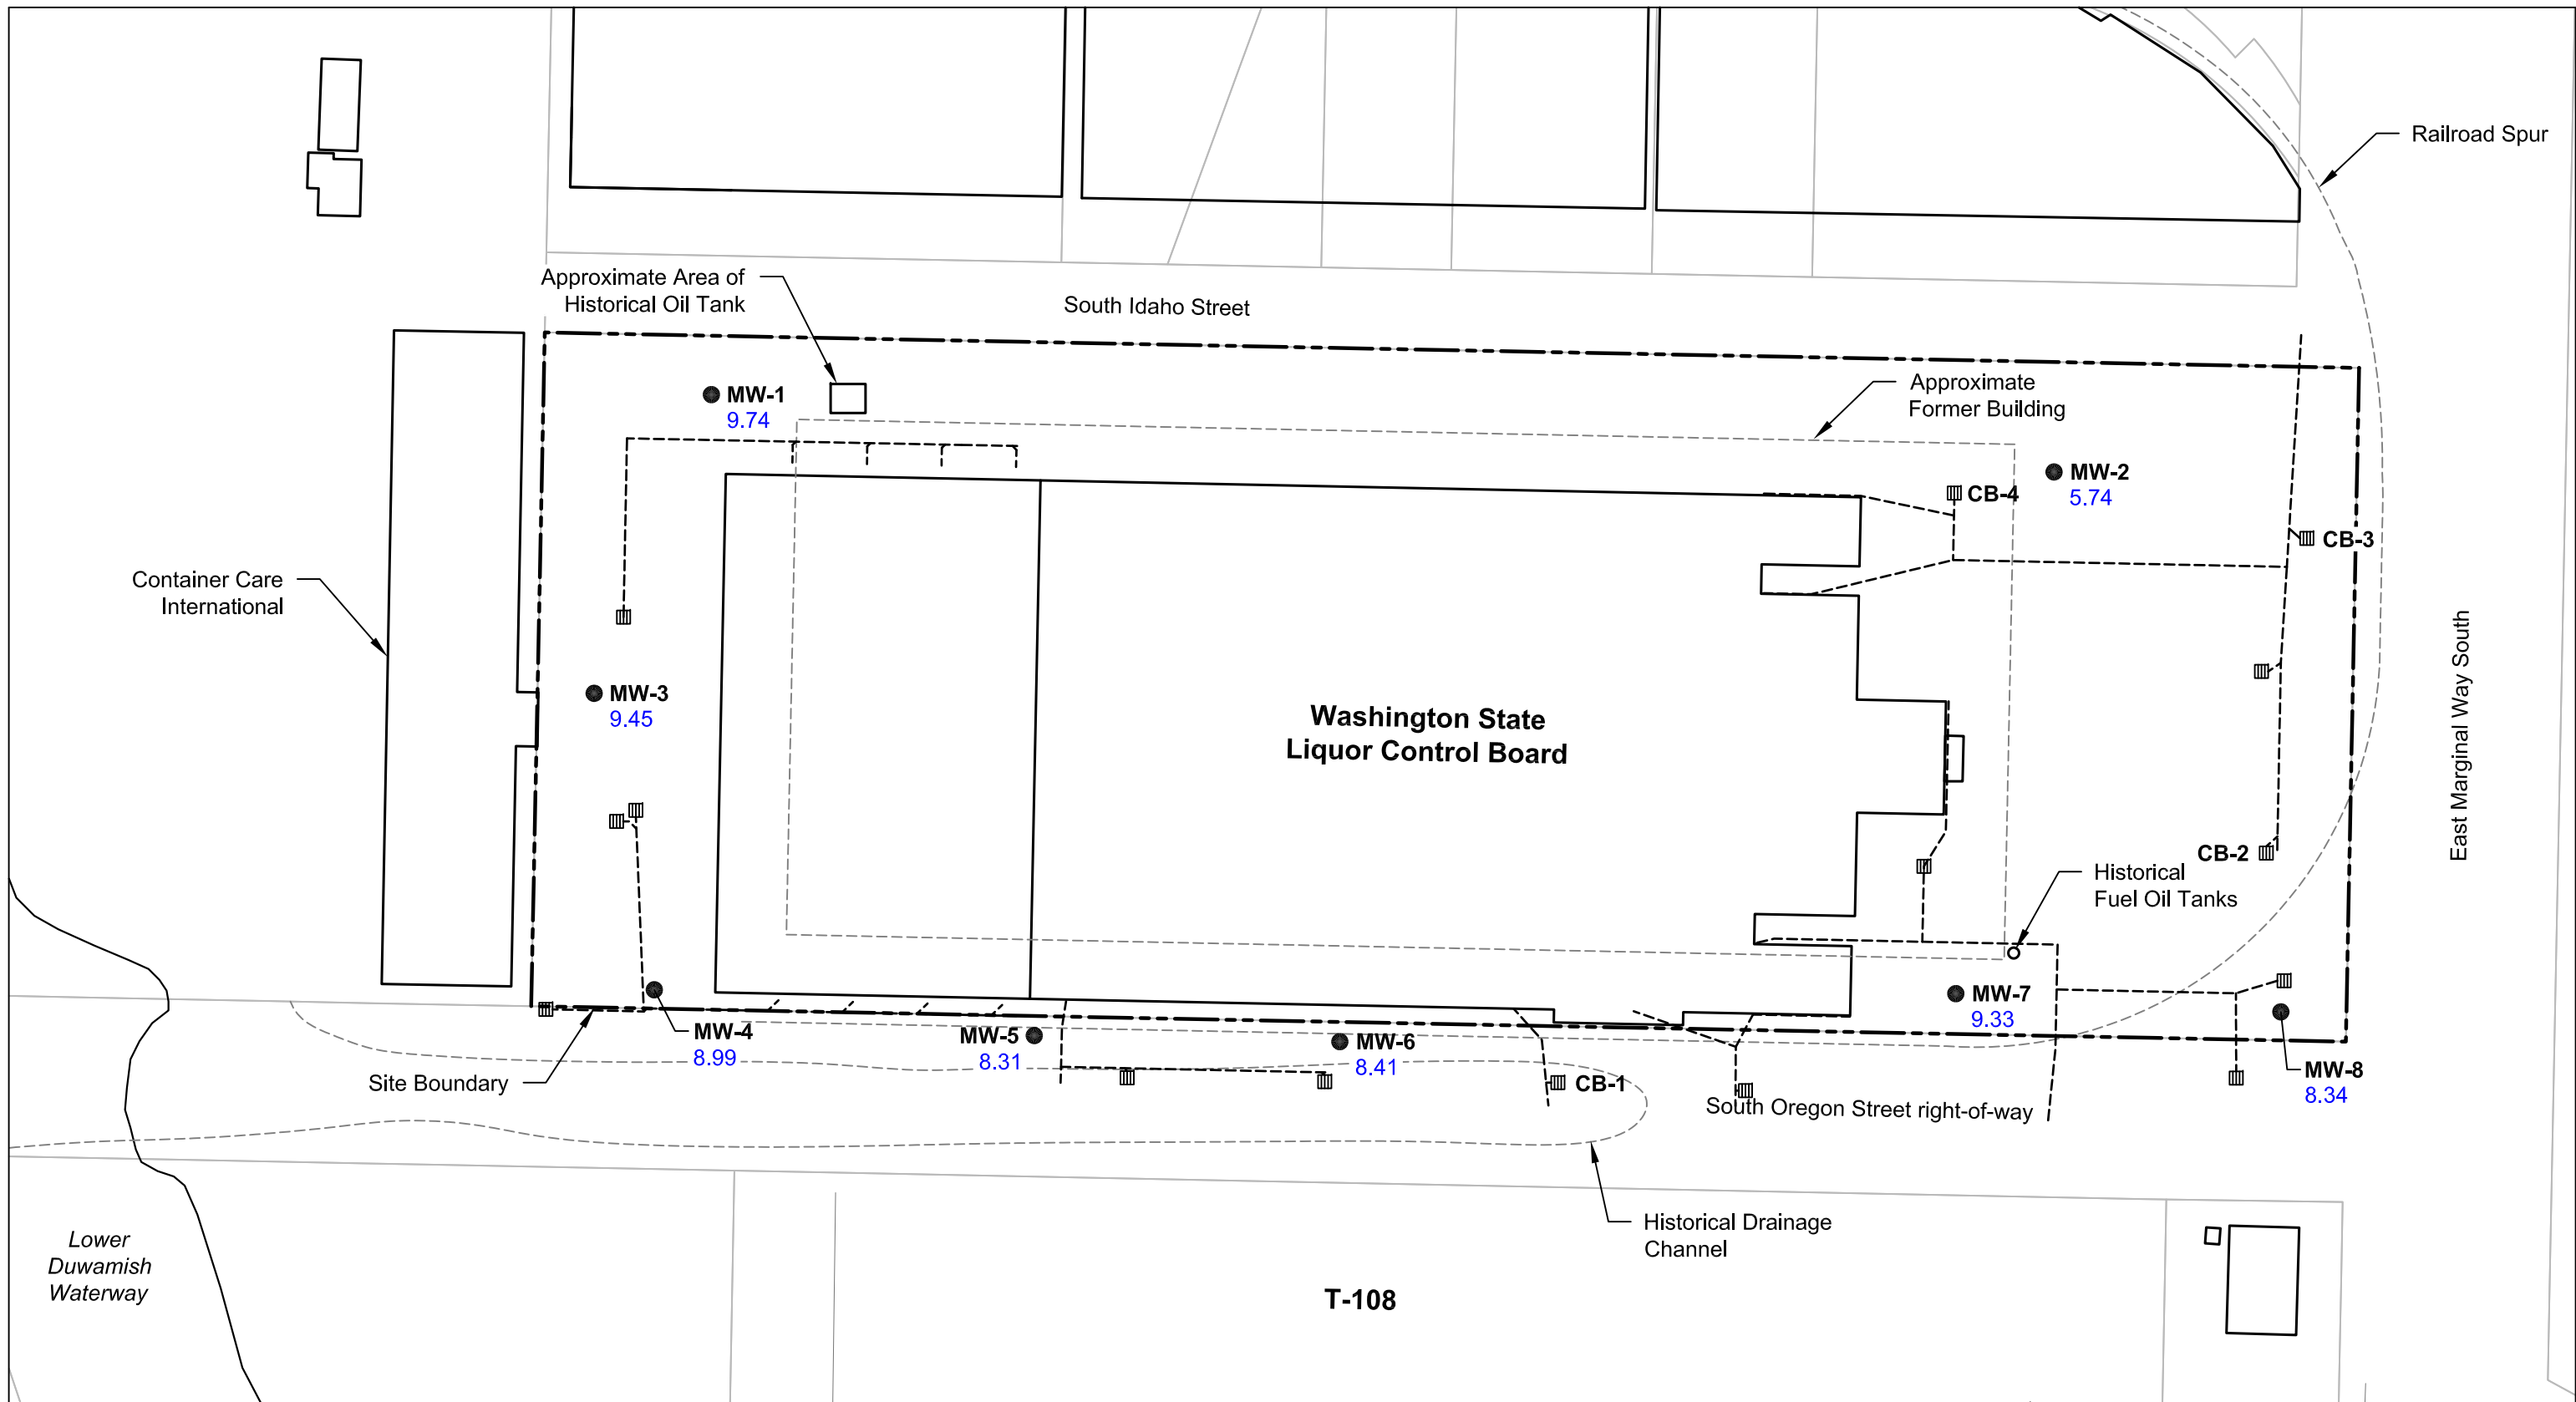 Railroad Spur
Approximate Area of
Historical Oil Tank
South Idaho Street
MW-1
9.74
Approximate
Former Building
MW-2
5.74
CB-4
CB-3
Container Care
International
MW-3
9.45
Washington State
Liquor Control Board
East Marginal Way South
CB-2
Historical
Fuel Oil Tanks
MW-7
9.33
MW-4
8.99
MW-5
8.31
MW-6
8.41
Site Boundary
CB-1
South Oregon Street right-of-way
MW-8
8.34
Historical Drainage
Channel
Lower
Duwamish
Waterway
T-108